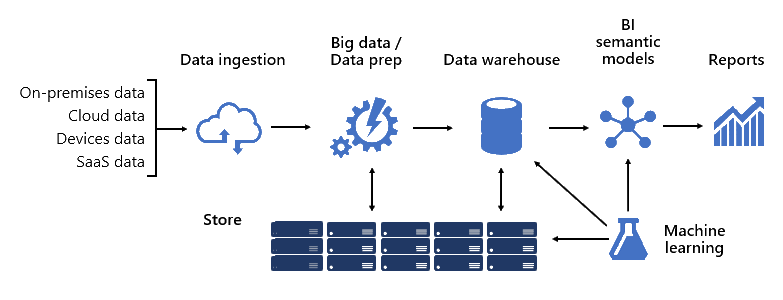 On-premises data
Cloud data
Devices data
SaaS data
Data ingestion
Big data /
Data prep
Data warehouse
BI
semantic
models
Reports
Store
Machine
learning